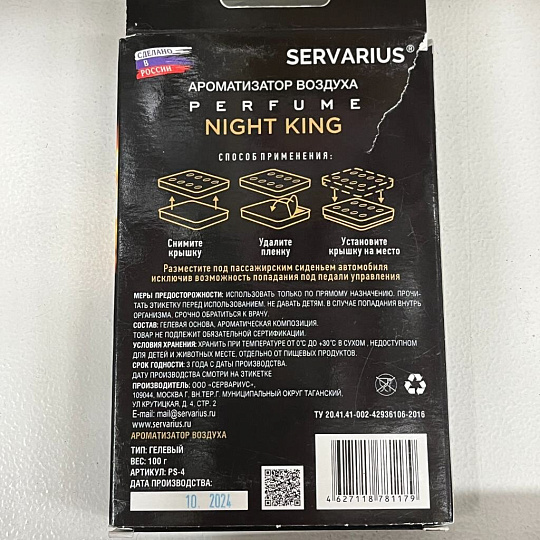 СДЕЛАНО
В
РОССИИ
SERVARIUS®
АРОМАТИЗАТОР ВОЗДУХА
PERFUME
NIGHT KING
СПОСОБ ПРИМЕНЕНИЯ:
Снимите крышку
Удалите пленку
Установите крышку на место
Разместите под пассажирским сиденьем автомобиля
исключив возможность попадания под педали управления
МЕРЫ ПРЕДОСТОРОЖНОСТИ: ИСПОЛЬЗОВАТЬ ТОЛЬКО ПО ПРЯМОМУ НАЗНАЧЕНИЮ. ПРОЧИ-
ТАТЬ ЭТИКЕТКУ ПЕРЕД ИСПОЛЬЗОВАНИЕМ. НЕ ДАВАТЬ ДЕТЯМ. В СЛУЧАЕ ПОПАДАНИЯ ВНУТРЬ
ОРГАНИЗМА, СРОЧНО ОБРАТИТЬСЯ К ВРАЧУ.
СОСТАВ: ГЕЛЕВАЯ ОСНОВА, АРОМАТИЧЕСКАЯ КОМПОЗИЦИЯ.
ТОВАР НЕ ПОДЛЕЖИТ ОБЯЗАТЕЛЬНОЙ СЕРТИФИКАЦИИ.
УСЛОВИЯ ХРАНЕНИЯ: ХРАНИТЬ ПРИ ТЕМПЕРАТУРЕ ОТ 0°С ДО +30°С В СУХОМ , НЕДОСТУПНОМ
ДЛЯ ДЕТЕЙ И ЖИВОТНЫХ МЕСТЕ. ОТДЕЛЬНО ОТ ПИЩЕВЫХ ПРОДУКТОВ.
СРОК ГОДНОСТИ: 3 ГОДА С ДАТЫ ПРОИЗВОДСТВА.
ДАТУ ПРОИЗВОДСТВА СМОТРИ НА ЭТИКЕТКЕ
ПРОИЗВОДИТЕЛЬ: ООО «СЕРВАРИУС»,
109044, МОСКВА Г, ВН.ТЕР.Г. МУНИЦИПАЛЬНЫЙ ОКРУГ ТАГАНСКИЙ,
УЛ КРУТИЦКАЯ, Д. 4, СТР. 2
E-mail: mail@servarius.ru
www.servarius.ru
ТУ 20.41.41-002-42936106-2016
АРОМАТИЗАТОР ВОЗДУХА
ТИП: ГЕЛЕВЫЙ
ВЕС: 100 г
АРТИКУЛ: PS-4
ДАТА ПРОИЗВОДСТВА:
10. 2024
4627118781179